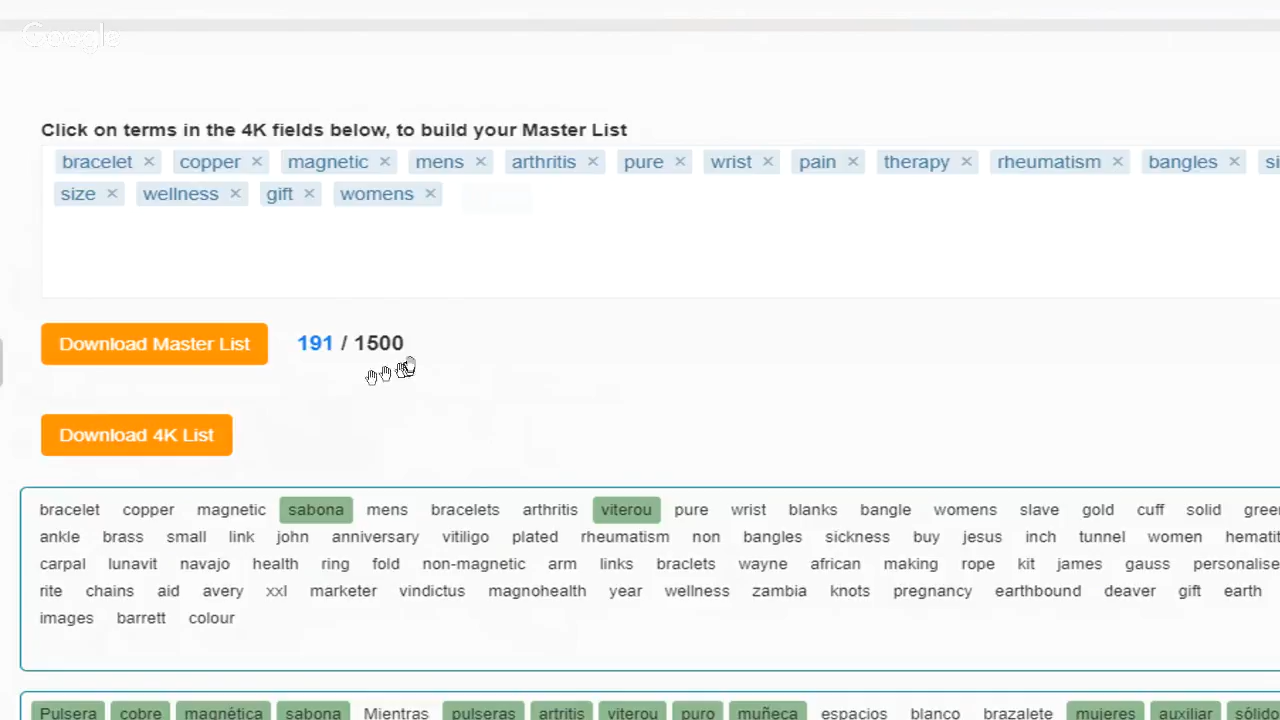 Google
Click on terms in the 4K fields below, to build your Master List
bracelet × copper × magnetic × mens × arthritis × pure × wrist × pain × therapy × rheumatism × bangles × si
size × wellness × gift × womens ×
Download Master List 191 / 1500
Download 4K List
bracelet copper magnetic sabona mens bracelets arthritis viterou pure wrist blanks bangle womens slave gold cuff solid gree
ankle brass small link john anniversary vitiligo plated rheumatism non bangles sickness buy jesus inch tunnel women hematit
carpal lunavit navajo health ring fold non-magnetic arm links braclets wayne african making rope kit james gauss personalise
rite chains aid avery xxl marketer vindictus magnohealth year wellness zambia knots pregnancy earthbound deaver gift earth
images barrett colour
Pulsera cobre magnética sabona Mientras pulseras artritis viterou puro muñeca espacios blanco brazalete mujeres auxiliar sólido